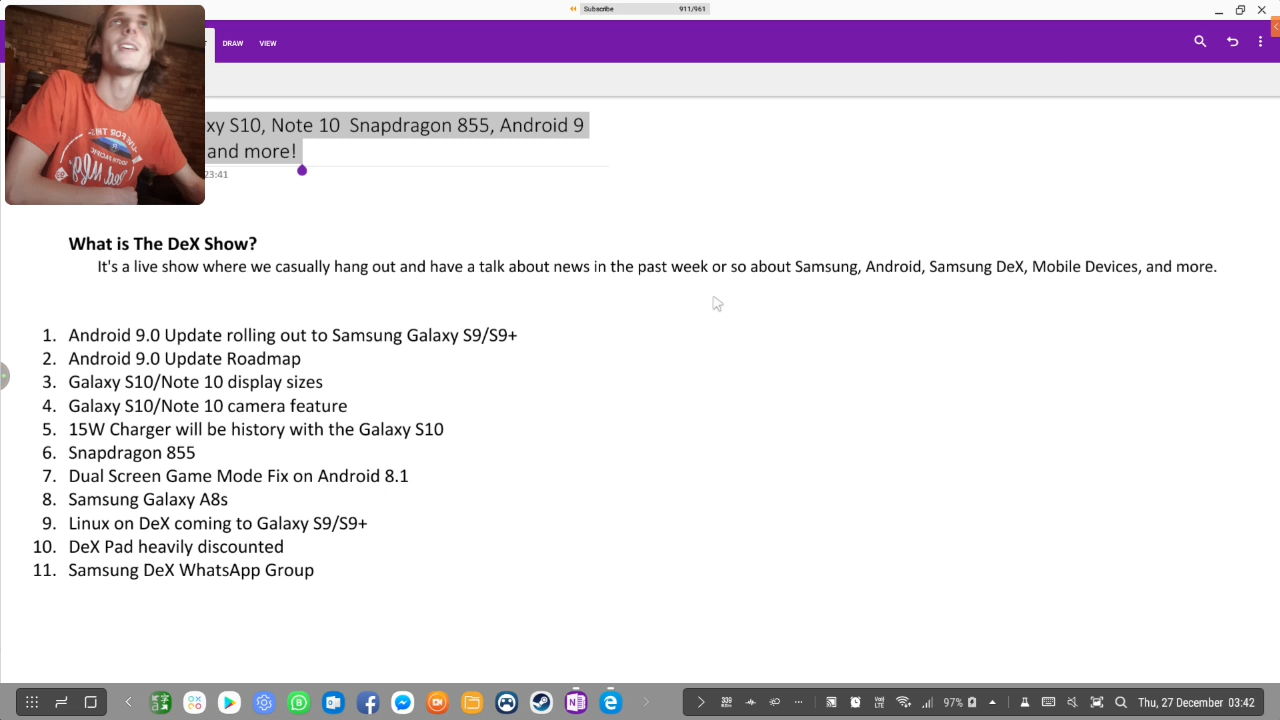 Subscribe 911/961
DRAW VIEW
xy S10, Note 10 Snapdragon 855, Android 9
and more!
23:41
What is The DeX Show?
It's a live show where we casually hang out and have a talk about news in the past week or so about Samsung, Android, Samsung DeX, Mobile Devices, and more.
1. Android 9.0 Update rolling out to Samsung Galaxy S9/S9+
2. Android 9.0 Update Roadmap
3. Galaxy S10/Note 10 display sizes
4. Galaxy S10/Note 10 camera feature
5. 15W Charger will be history with the Galaxy S10
6. Snapdragon 855
7. Dual Screen Game Mode Fix on Android 8.1
8. Samsung Galaxy A8s
9. Linux on DeX coming to Galaxy S9/S9+
10. DeX Pad heavily discounted
11. Samsung DeX WhatsApp Group
97% Thu, 27 December 03:42